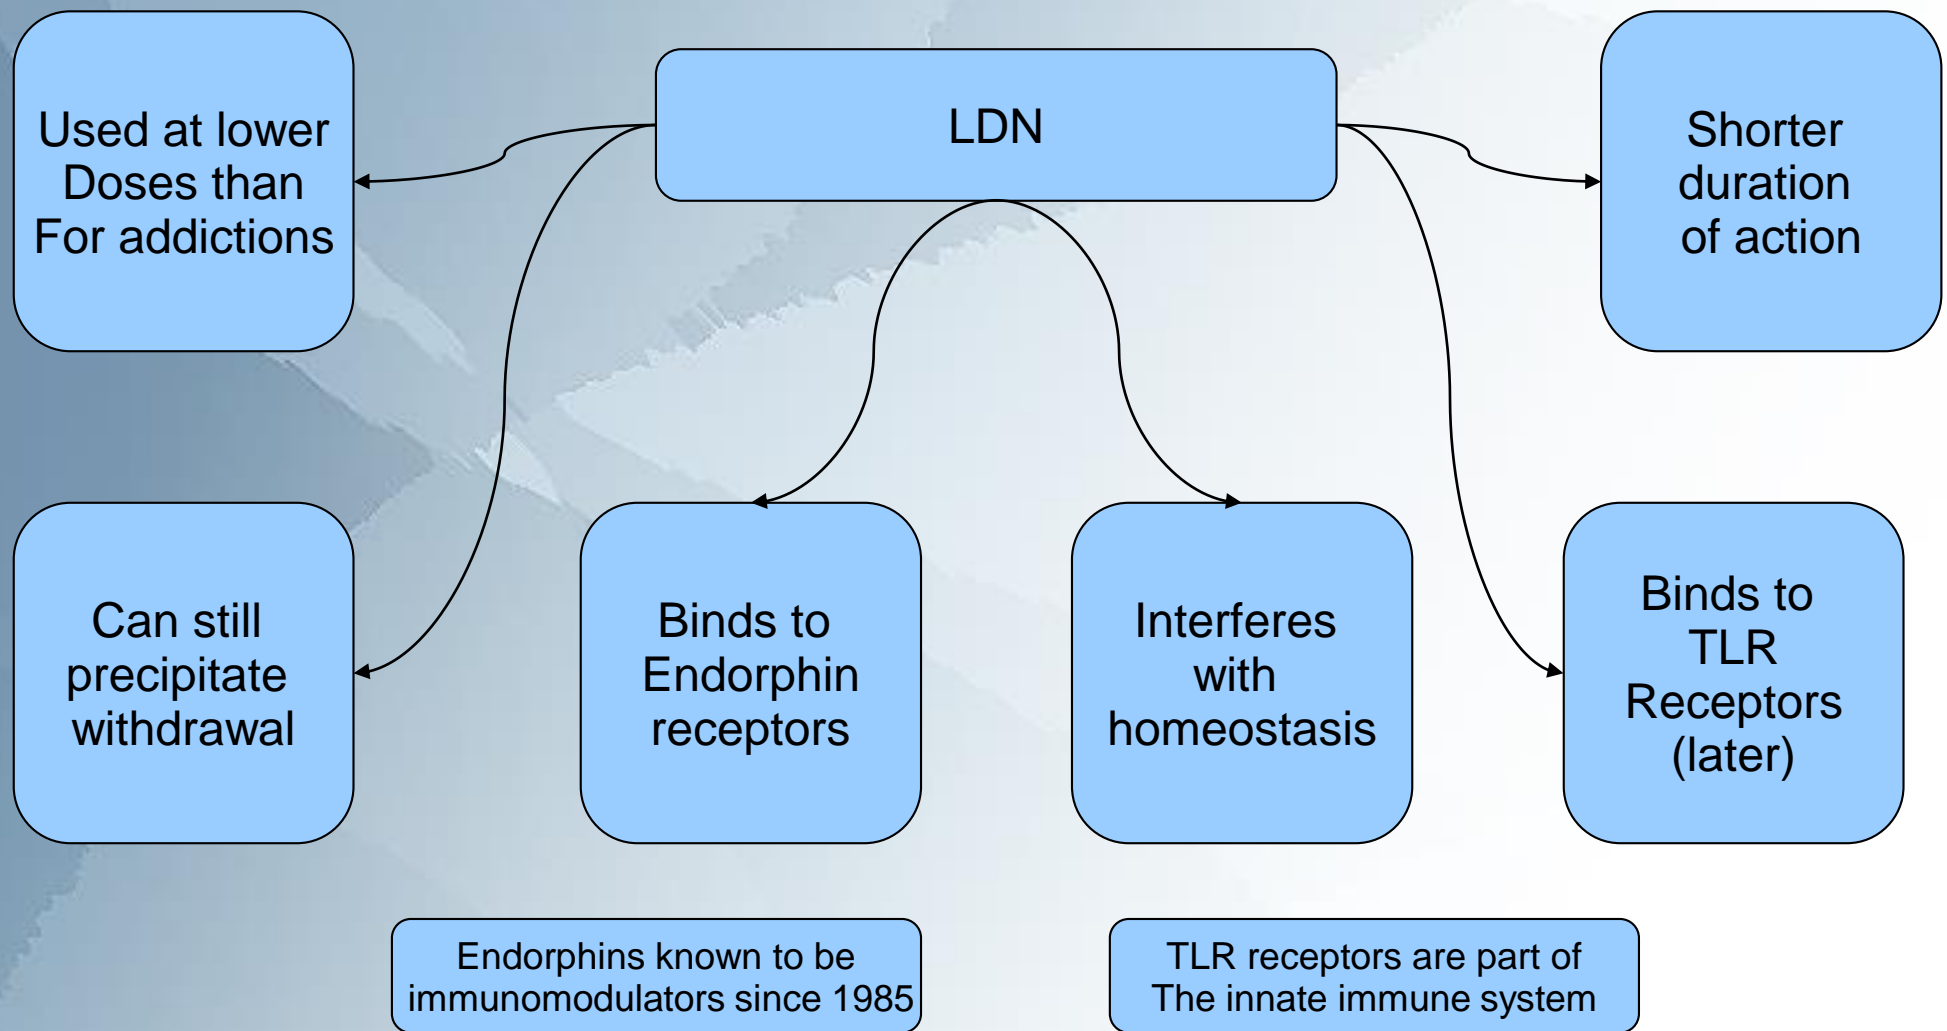 LDN
Used at lower
Doses than
For addictions
Shorter
duration
of action
Can still
precipitate
withdrawal
Binds to
Endorphin
receptors
Interferes
with
homeostasis
Binds to
TLR
Receptors
(later)
Endorphins known to be
immunomodulators since 1985
TLR receptors are part of
The innate immune system